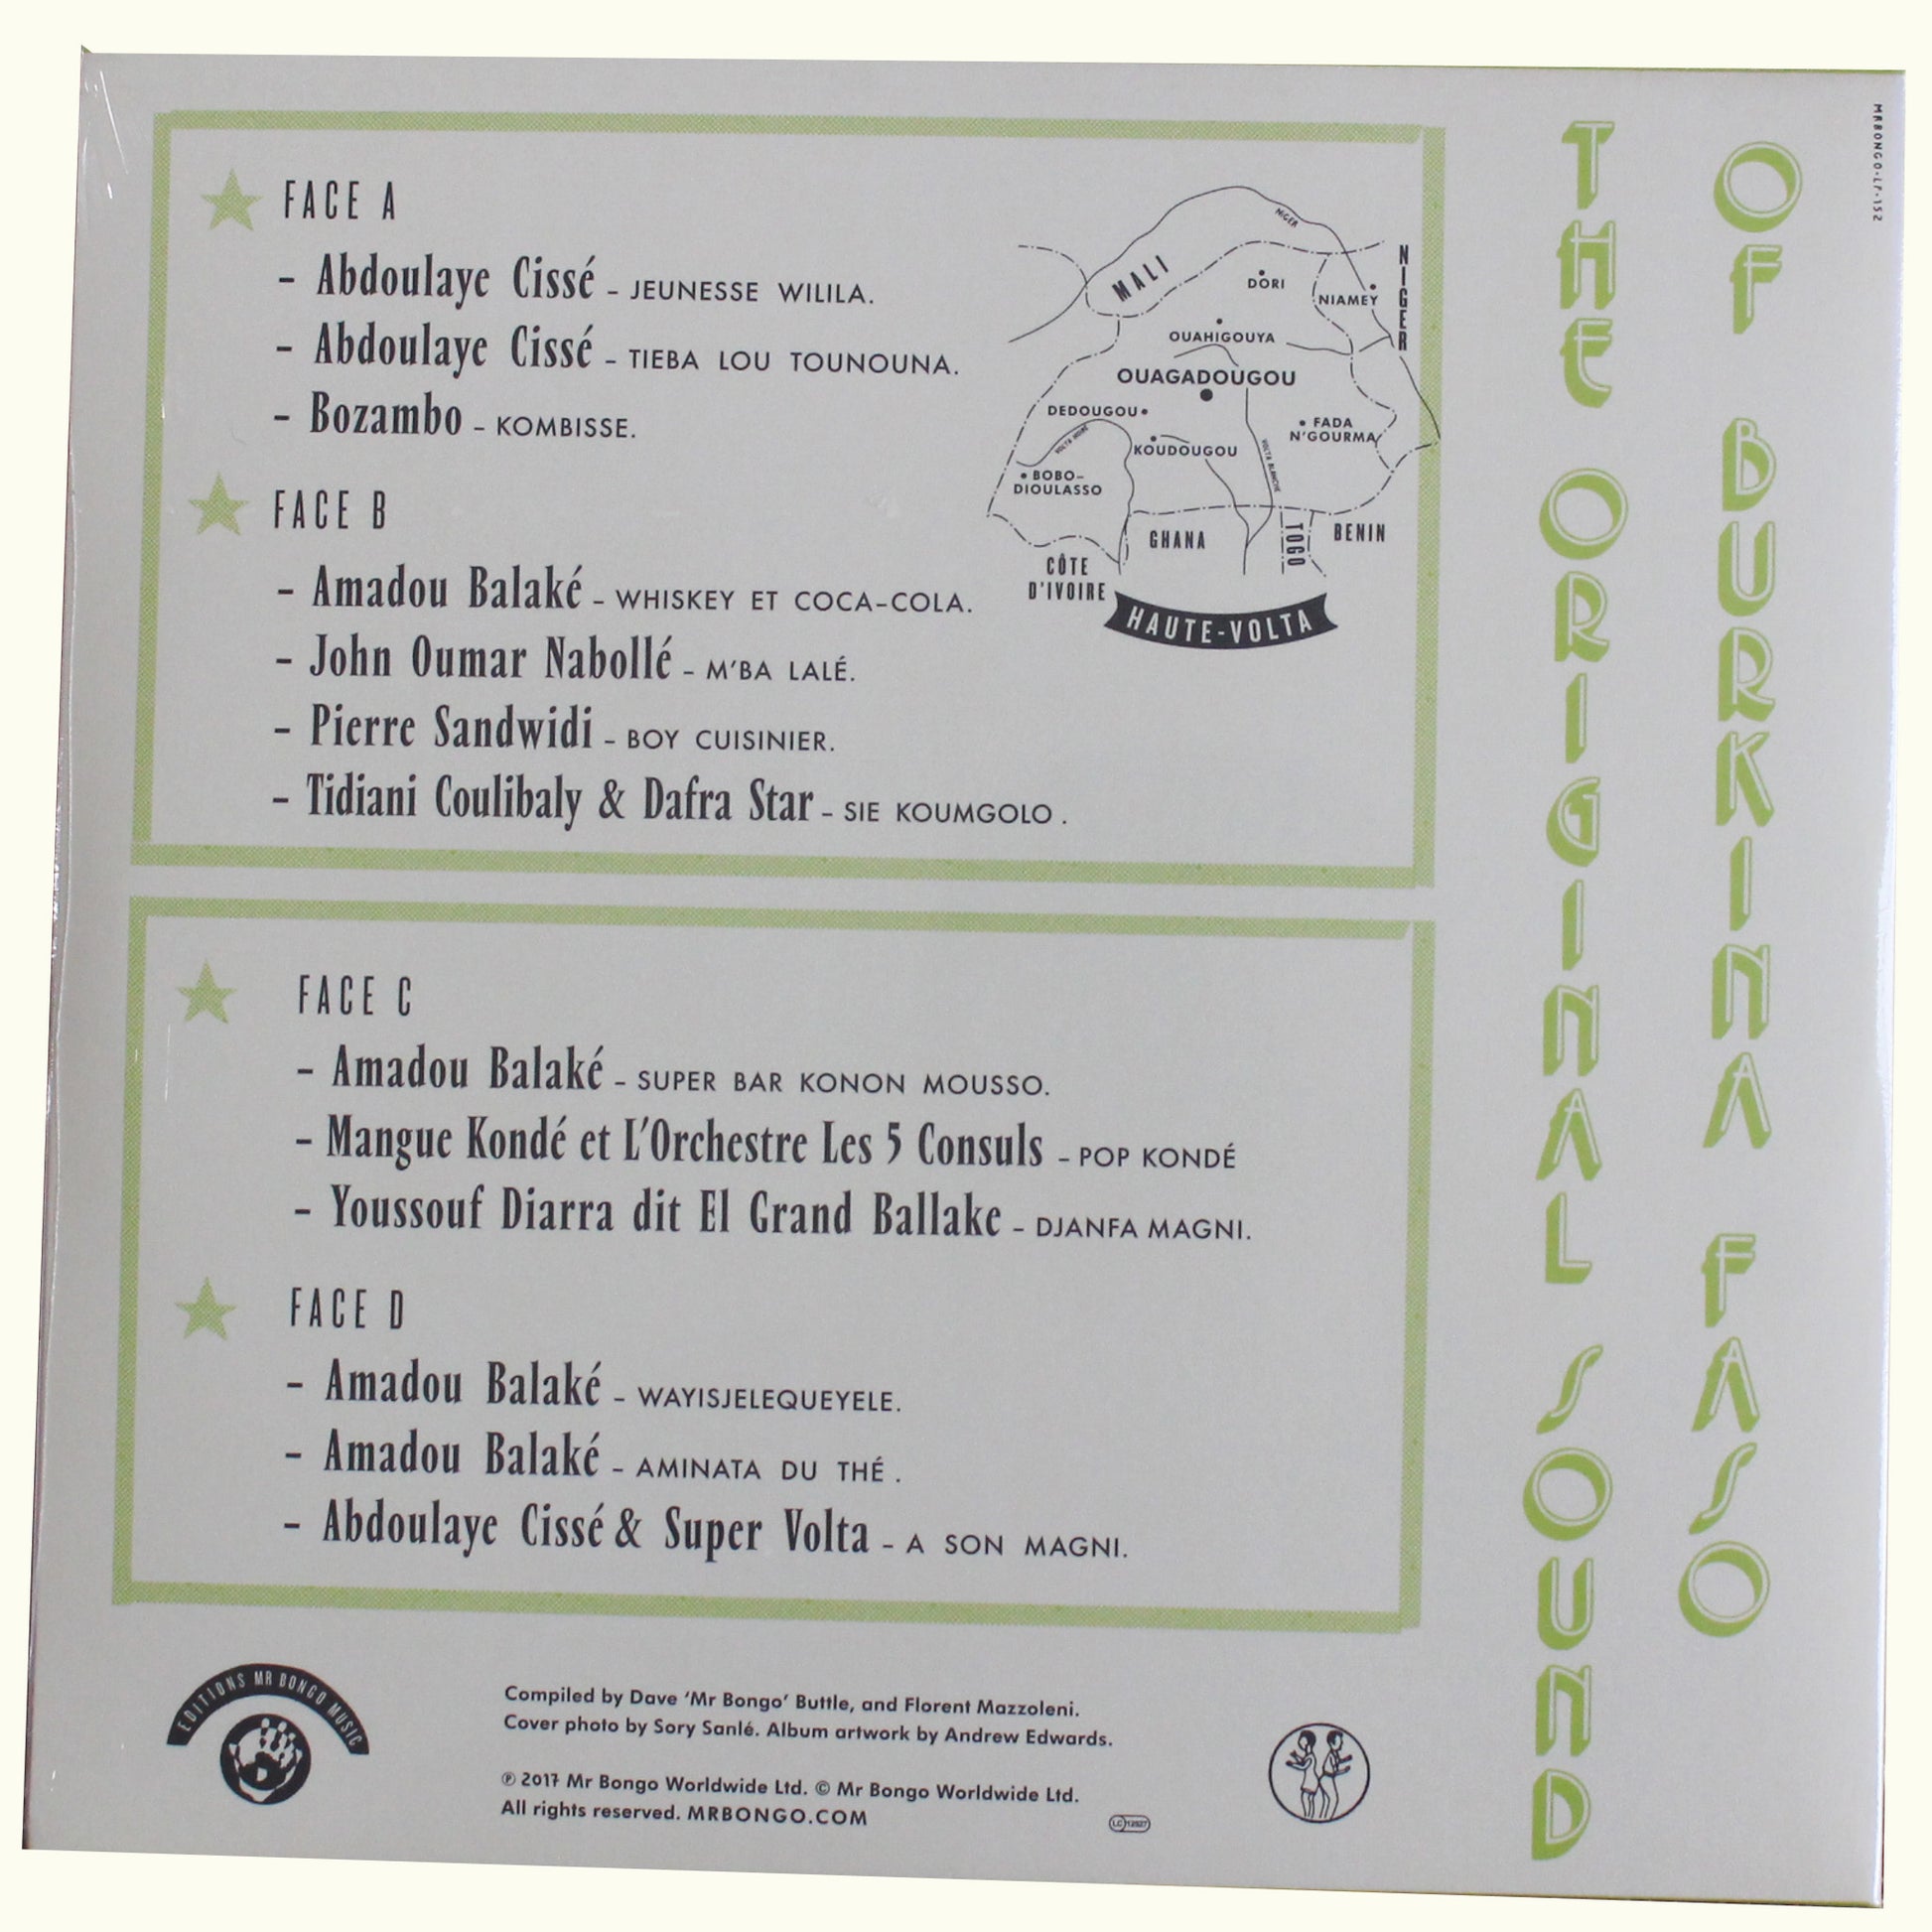 FACE A
- Abdoulaye Cissé - JEUNESSE WILILA.
- Abdoulaye Cissé - TIEBA LOU TOUNOUNA.
- Bozambo - KOMBISSE.
FACE B
- Amadou Balaké - WHISKEY ET COCA-COLA.
- John Oumar Nabollé - M'BA LALÉ.
- Pierre Sandwidi - BOY CUISINIER.
- Tidiani Coulibaly & Dafra Star - SIE KOUMGOLO .
NIGER
MALI
NIGER
DORI
NIAMEY
OUAHIGOUYA
OUAGADOUGOU
DEDOUGOU
FADA
N'GOURMA
VOLTA NOIRE
KOUDOUGOU
VOLTA BLANCHE
BOBO-
DIOULASSO
GHANA
TOGO
BENIN
CÔTE
D'IVOIRE
HAUTE-VOLTA
FACE C
- Amadou Balaké - SUPER BAR KONON MOUSSO.
- Mangue Kondé et L'Orchestre Les 5 Consuls - POP KONDÉ
- Youssouf Diarra dit El Grand Ballake - DJANFA MAGNI.
FACE D
- Amadou Balaké - WAYISJELEQUEYELE.
- Amadou Balaké - AMINATA DU THÉ .
- Abdoulaye Cissé & Super Volta - A SON MAGNI.
THE ORIGINAL SOUND
OF BURKINA FASO
MRBONGO-LP-152
EDITIONS MR BONGO MUSIC
Compiled by Dave 'Mr Bongo' Buttle, and Florent Mazzoleni.
Cover photo by Sory Sanlé. Album artwork by Andrew Edwards.
℗ 2017 Mr Bongo Worldwide Ltd. © Mr Bongo Worldwide Ltd.
All rights reserved. MRBONGO.COM